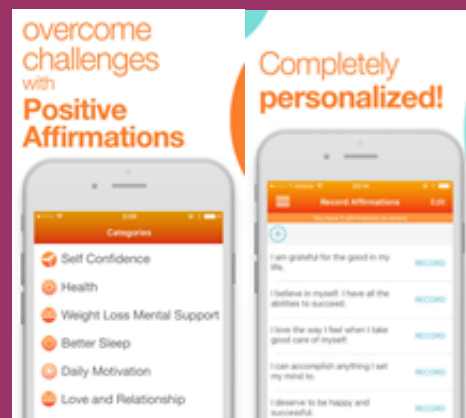 overcome
challenges
with
Positive
Affirmations
Categories
Self Confidence
Health
Weight Loss Mental Support
Better Sleep
Daily Motivation
Love and Relationship
Completely
personalized!
Record Affirmations Edit
I am grateful for the good in my
life.
RECORD
I believe in myself. I have all the
abilities to succeed.
RECORD
I love the way I feel when I take
good care of myself.
RECORD
I can accomplish anything I set
my mind to.
RECORD
I deserve to be happy and
successful.
RECORD